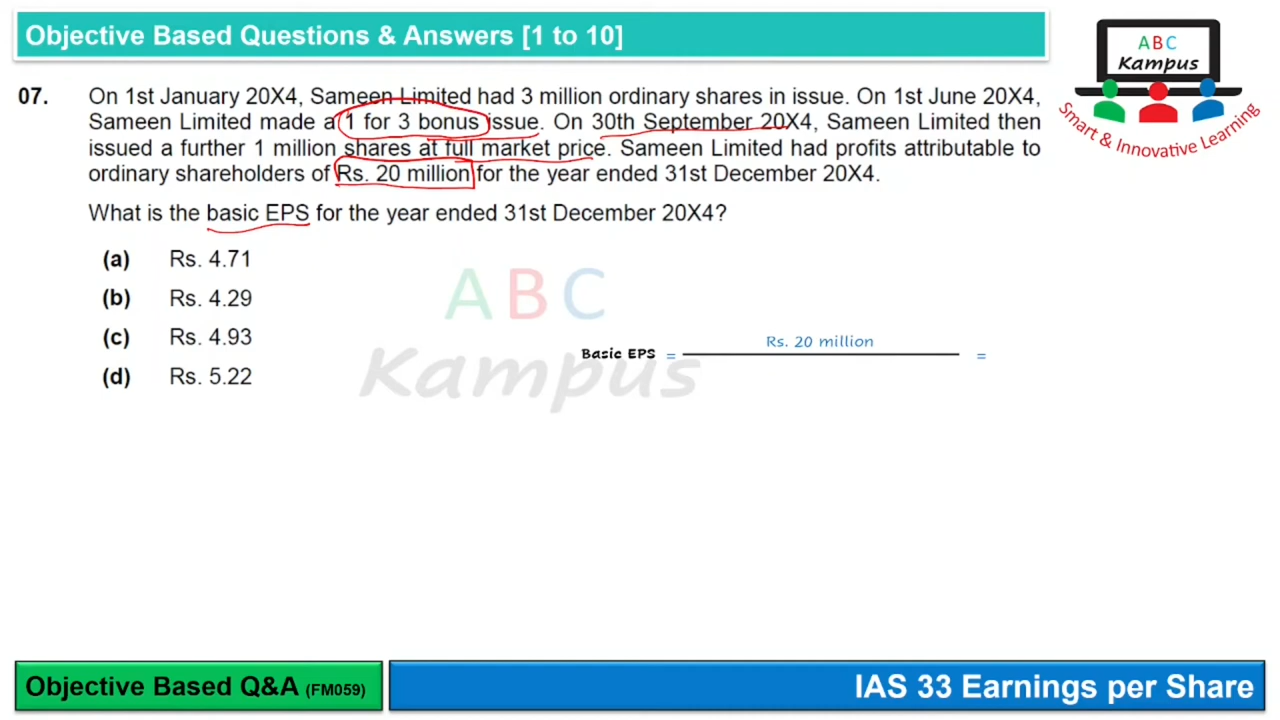 Objective Based Questions & Answers [1 to 10]
A B C
Kampus
Smart & Innovative Learning
07. On 1st January 20X4, Sameen Limited had 3 million ordinary shares in issue. On 1st June 20X4,
Sameen Limited made a 1 for 3 bonus issue. On 30th September 20X4, Sameen Limited then
issued a further 1 million shares at full market price. Sameen Limited had profits attributable to
ordinary shareholders of Rs. 20 million for the year ended 31st December 20X4.
What is the basic EPS for the year ended 31st December 20X4?
(a) Rs. 4.71
(b) Rs. 4.29
(c) Rs. 4.93
(d) Rs. 5.22
A B C
Kampus
Rs. 20 million
Basic EPS = =
Objective Based Q&A (FM059)
IAS 33 Earnings per Share